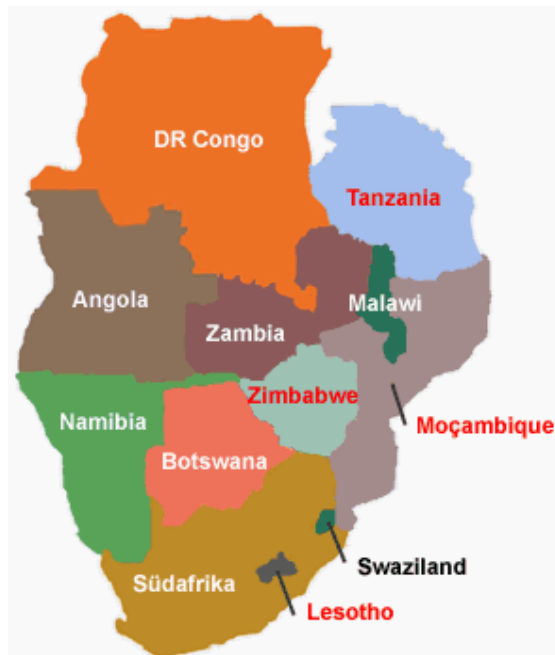 DR Congo
Tanzania
Angola
Malawi
Zambia
Zimbabwe
Namibia
Moçambique
Botswana
Swaziland
Südafrika
Lesotho